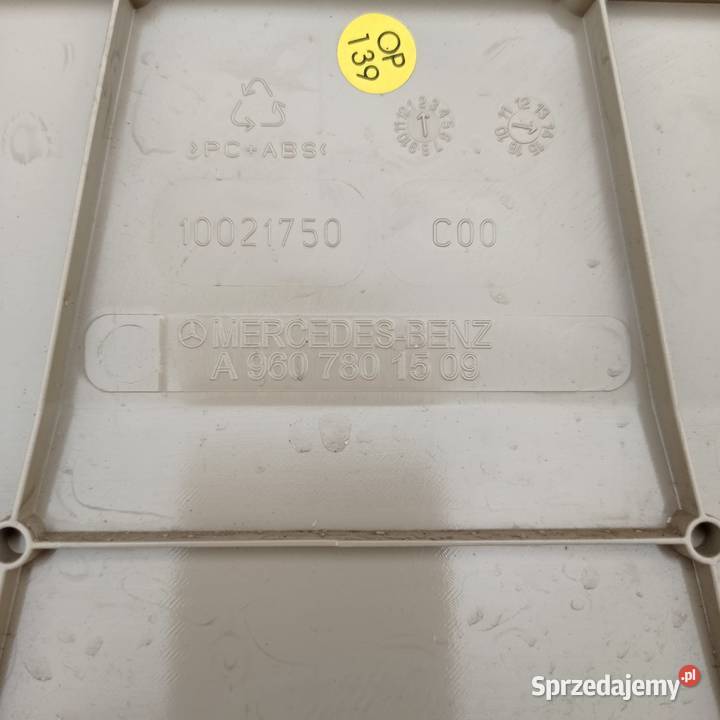 OP
139
>PC+ABS<
10021750 C00
MERCEDES-BENZ
A 960 780 15 09
Sprzedajemy.pl